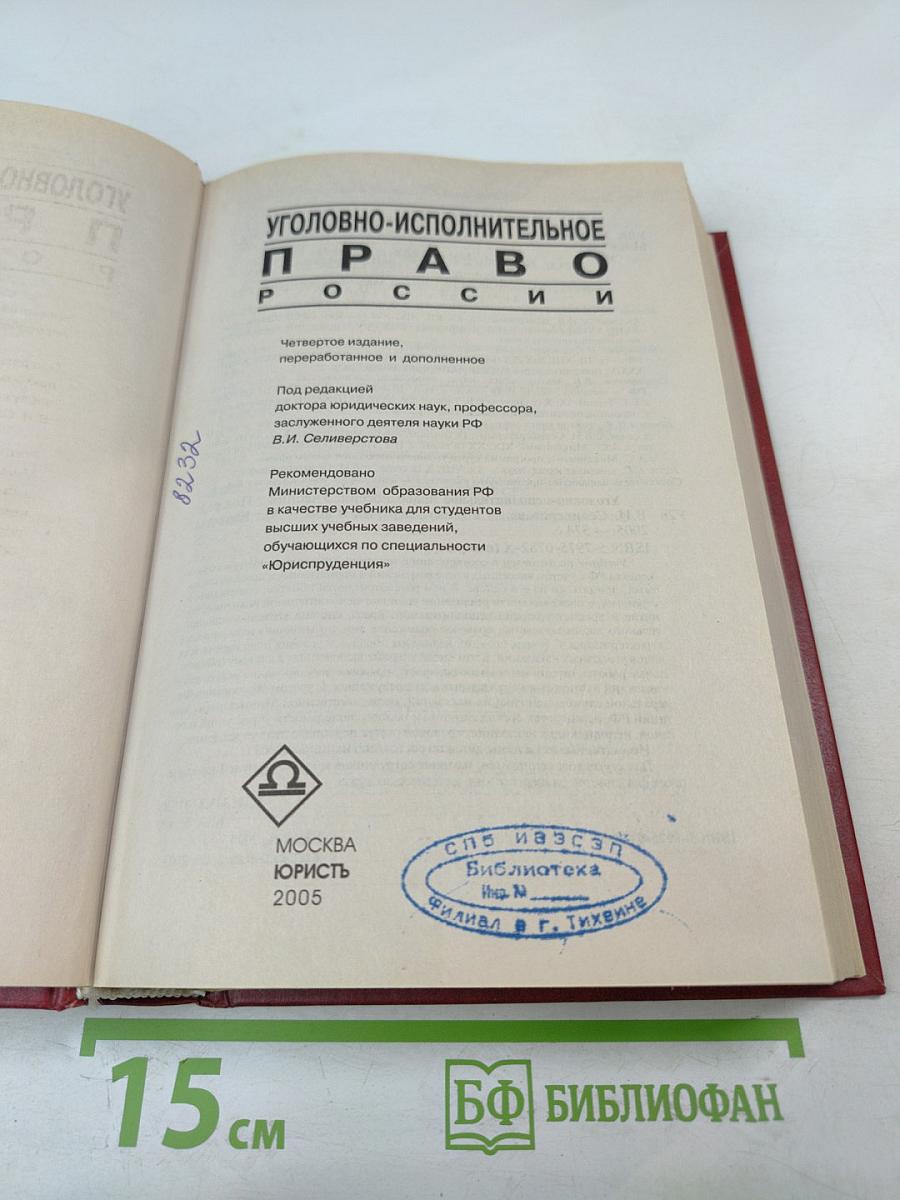 УГОЛОВНО-ИСПОЛНИТЕЛЬНОЕ
ПРАВО
РОССИИ
Четвертое издание,
переработанное и дополненное
Под редакцией
доктора юридических наук, профессора,
заслуженного деятеля науки РФ
В.И. Селиверстова
8232
Рекомендовано
Министерством образования РФ
в качестве учебника для студентов
высших учебных заведений,
обучающихся по специальности
«Юриспруденция»
МОСКВА
ЮРИСТЪ
2005
СПб ИВЭСЭП
Библиотека
Инв. №
Филиал в г. Тихвине
15 см
БФ БИБЛИОФАН